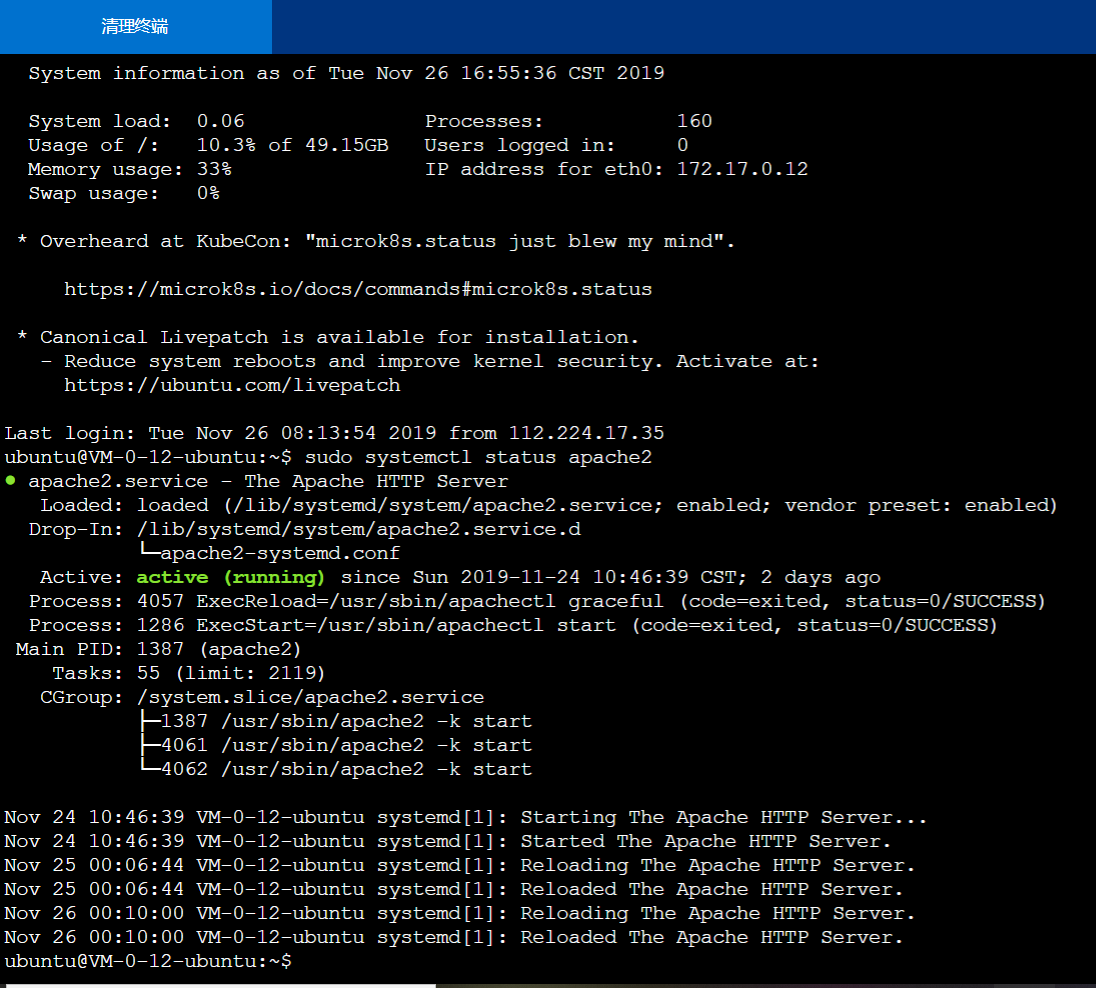 清理终端
System information as of Tue Nov 26 16:55:36 CST 2019
System load: 0.06 Processes: 160
Usage of /: 10.3% of 49.15GB Users logged in: 0
Memory usage: 33% IP address for eth0: 172.17.0.12
Swap usage: 0%
* Overheard at KubeCon: "microk8s.status just blew my mind".
https://microk8s.io/docs/commands#microk8s.status
* Canonical Livepatch is available for installation.
- Reduce system reboots and improve kernel security. Activate at:
https://ubuntu.com/livepatch
Last login: Tue Nov 26 08:13:54 2019 from 112.224.17.35
ubuntu@VM-0-12-ubuntu:~$ sudo systemctl status apache2
● apache2.service - The Apache HTTP Server
Loaded: loaded (/lib/systemd/system/apache2.service; enabled; vendor preset: enabled)
Drop-In: /lib/systemd/system/apache2.service.d
└─apache2-systemd.conf
Active: active (running) since Sun 2019-11-24 10:46:39 CST; 2 days ago
Process: 4057 ExecReload=/usr/sbin/apachectl graceful (code=exited, status=0/SUCCESS)
Process: 1286 ExecStart=/usr/sbin/apachectl start (code=exited, status=0/SUCCESS)
Main PID: 1387 (apache2)
Tasks: 55 (limit: 2119)
CGroup: /system.slice/apache2.service
├─1387 /usr/sbin/apache2 -k start
├─4061 /usr/sbin/apache2 -k start
└─4062 /usr/sbin/apache2 -k start
Nov 24 10:46:39 VM-0-12-ubuntu systemd[1]: Starting The Apache HTTP Server...
Nov 24 10:46:39 VM-0-12-ubuntu systemd[1]: Started The Apache HTTP Server.
Nov 25 00:06:44 VM-0-12-ubuntu systemd[1]: Reloading The Apache HTTP Server.
Nov 25 00:06:44 VM-0-12-ubuntu systemd[1]: Reloaded The Apache HTTP Server.
Nov 26 00:10:00 VM-0-12-ubuntu systemd[1]: Reloading The Apache HTTP Server.
Nov 26 00:10:00 VM-0-12-ubuntu systemd[1]: Reloaded The Apache HTTP Server.
ubuntu@VM-0-12-ubuntu:~$